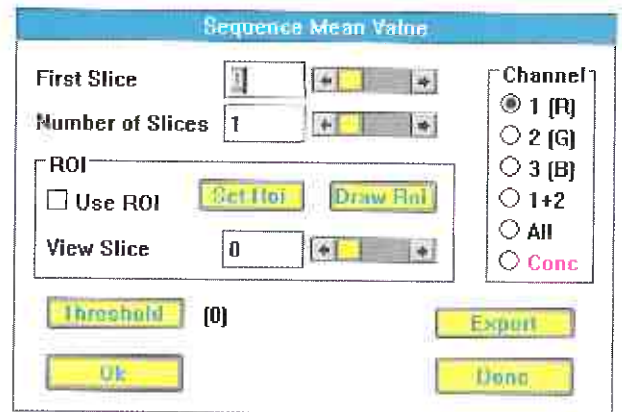 Sequence Mean Value
First Slice 1
Number of Slices 1
ROI
Use ROI Set Roi Draw RoI
View Slice 0
Threshold (0)
Ok
Channel
1 (R)
2 (G)
3 (B)
1+2
All
Conc
Export
Done